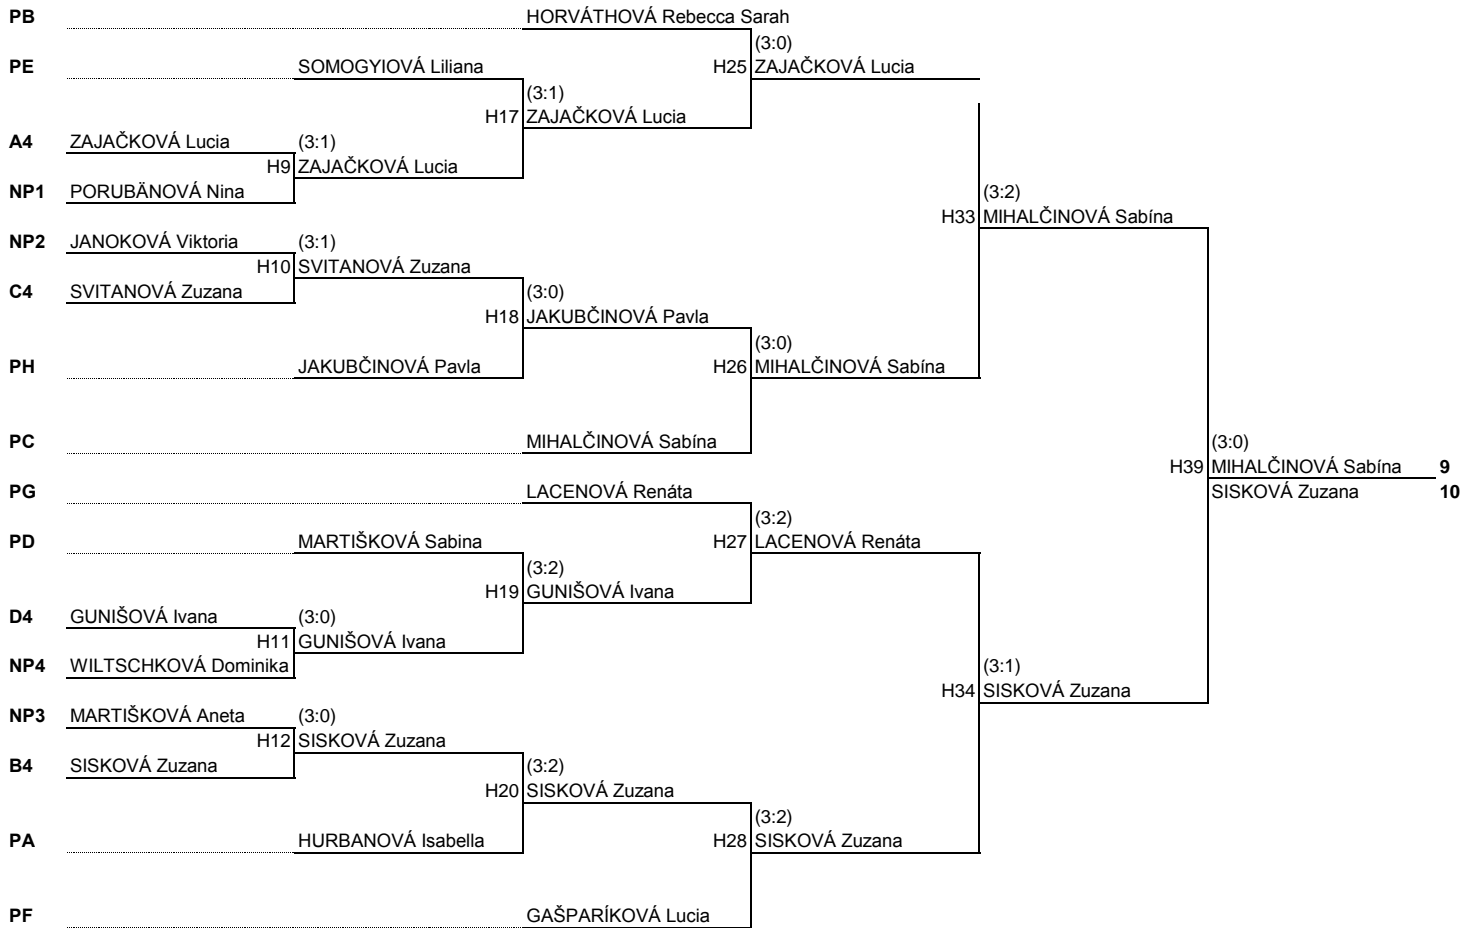 PB HORVÁTHOVÁ Rebecca Sarah
(3:0)
PE SOMOGYIOVÁ Liliana H25 ZAJAČKOVÁ Lucia
(3:1)
H17 ZAJAČKOVÁ Lucia
A4 ZAJAČKOVÁ Lucia (3:1)
H9 ZAJAČKOVÁ Lucia
NP1 PORUBÄNOVÁ Nina (3:2)
H33 MIHALČINOVÁ Sabína
NP2 JANOKOVÁ Viktoria (3:1)
H10 SVITANOVÁ Zuzana
C4 SVITANOVÁ Zuzana (3:0)
H18 JAKUBČINOVÁ Pavla
(3:0)
PH JAKUBČINOVÁ Pavla H26 MIHALČINOVÁ Sabína
PC MIHALČINOVÁ Sabína (3:0)
H39 MIHALČINOVÁ Sabína 9
PG LACENOVÁ Renáta SISKOVÁ Zuzana 10
(3:2)
PD MARTIŠKOVÁ Sabina H27 LACENOVÁ Renáta
(3:2)
H19 GUNIŠOVÁ Ivana
D4 GUNIŠOVÁ Ivana (3:0)
H11 GUNIŠOVÁ Ivana
NP4 WILTSCHKOVÁ Dominika (3:1)
H34 SISKOVÁ Zuzana
NP3 MARTIŠKOVÁ Aneta (3:0)
H12 SISKOVÁ Zuzana
B4 SISKOVÁ Zuzana (3:2)
H20 SISKOVÁ Zuzana
(3:2)
PA HURBANOVÁ Isabella H28 SISKOVÁ Zuzana
PF GAŠPARÍKOVÁ Lucia